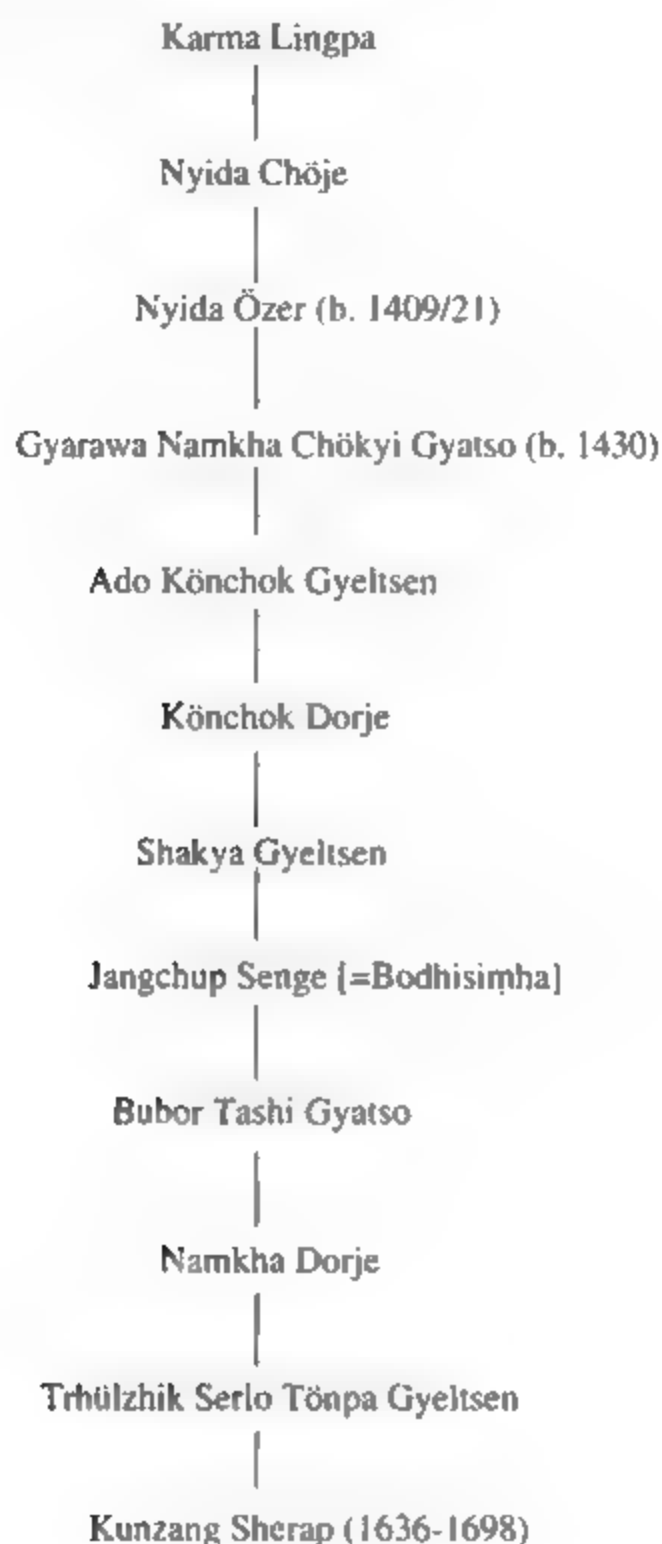 Karma Lingpa
Nyida Chöje
Nyida Özer (b. 1409/21)
Gyarawa Namkha Chökyi Gyatso (b. 1430)
Ado Könchok Gyeltsen
Könchok Dorje
Shakya Gyeltsen
Jangchup Senge [=Bodhisiṃha]
Bubor Tashi Gyatso
Namkha Dorje
Trhülzhik Serlo Tönpa Gyeltsen
Kunzang Sherap (1636-1698)